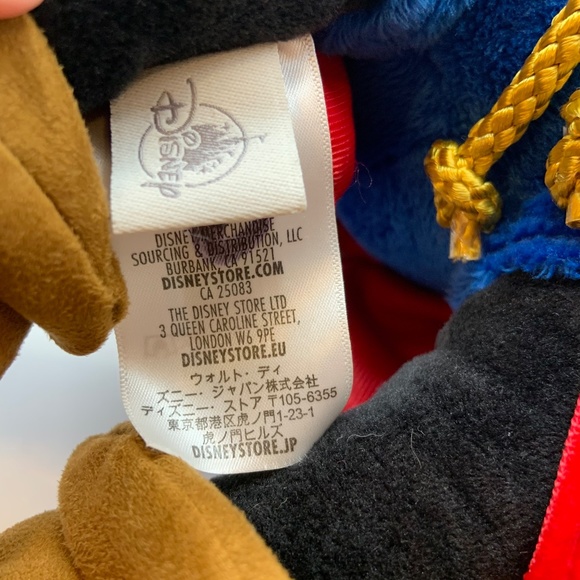 Disney
DISNEY MERCHANDISE
SOURCING & DISTRIBUTION, LLC
BURBANK, CA 91521
DISNEYSTORE.COM
CA 25083
THE DISNEY STORE LTD
3 QUEEN CAROLINE STREET,
LONDON W6 9PE
DISNEYSTORE.EU
ウォルト・ディ
ズニー・ジャパン株式会社
ディズニー・ストア 〒105-6355
東京都港区虎ノ門1-23-1
虎ノ門ヒルズ
DISNEYSTORE.JP